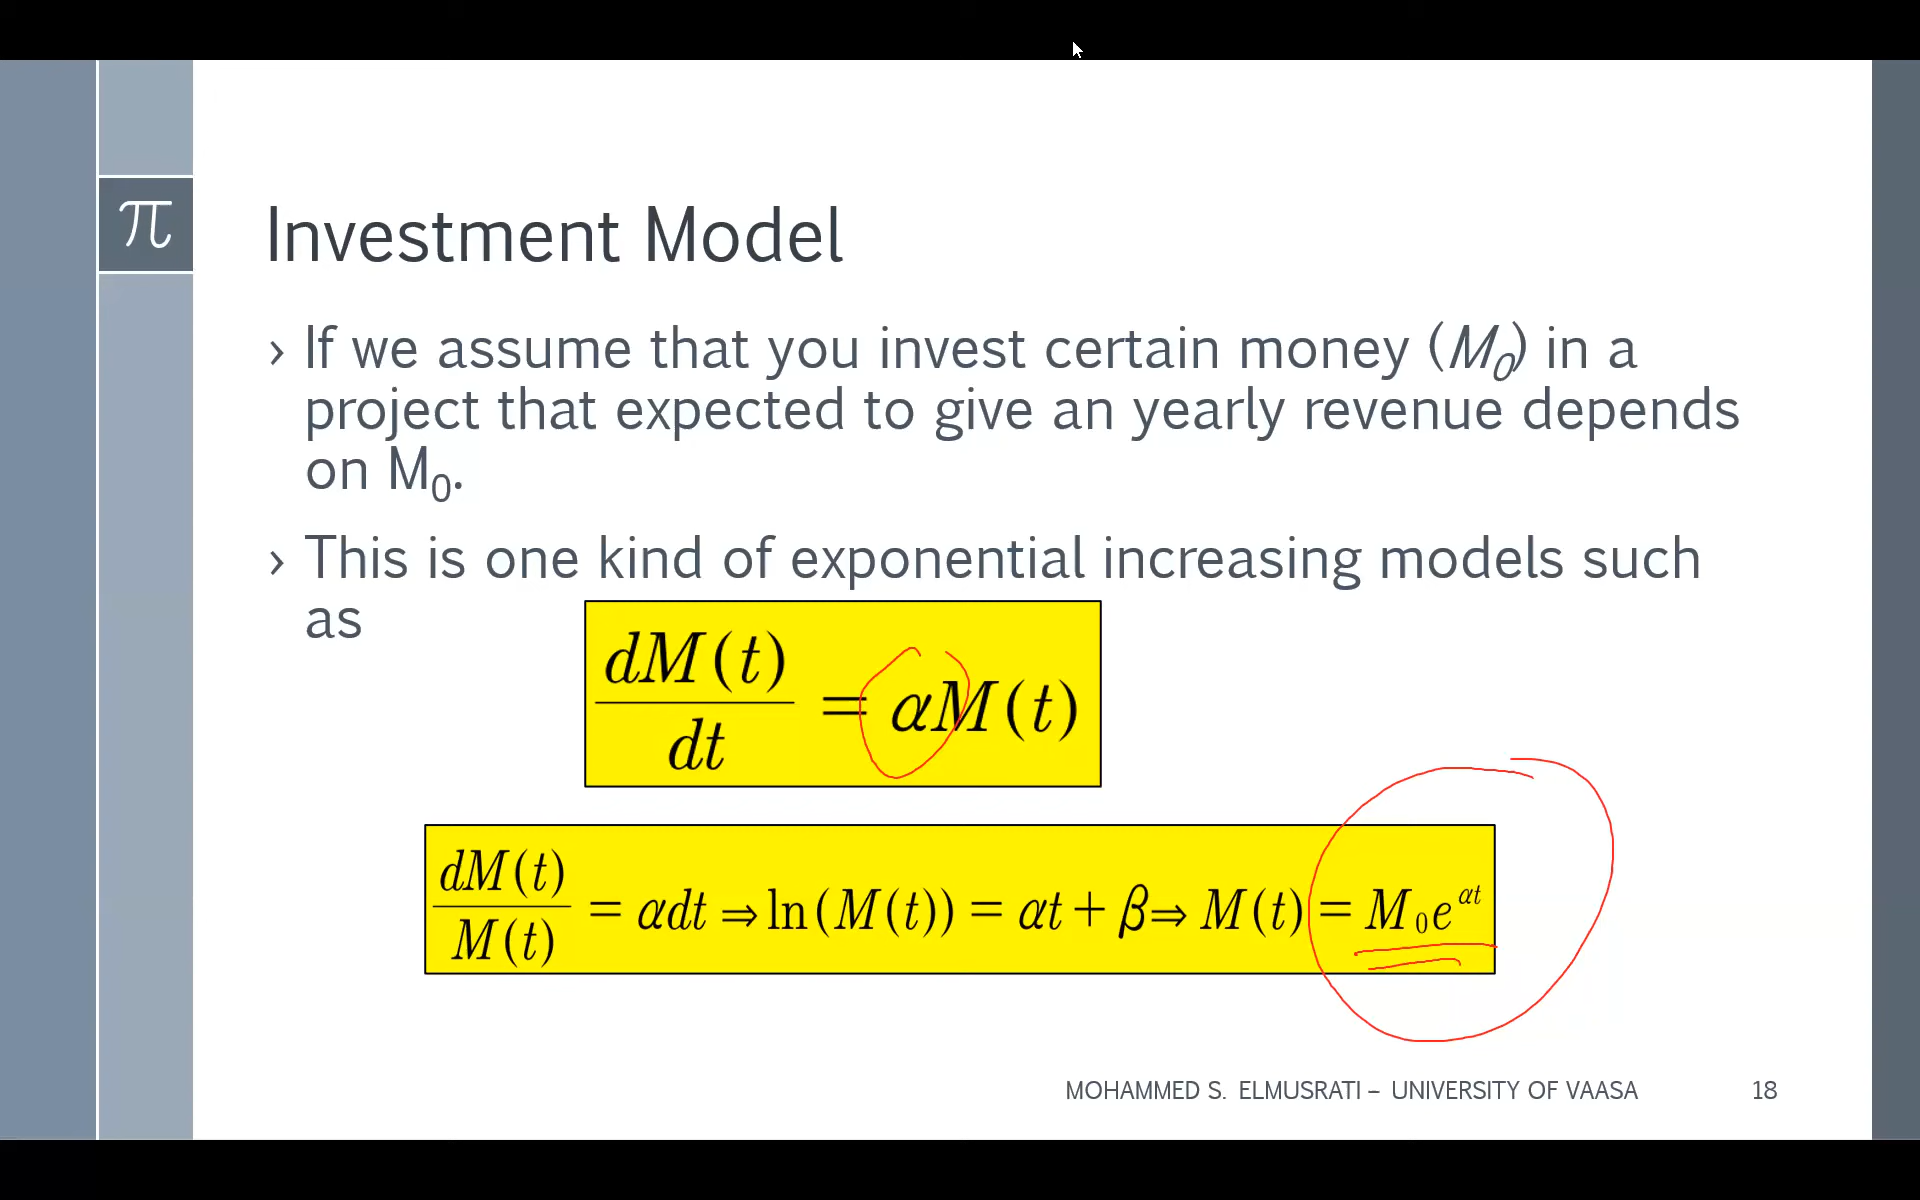 π
Investment Model
› If we assume that you invest certain money (M₀) in a
project that expected to give an yearly revenue depends
on M₀.
› This is one kind of exponential increasing models such
as
dM(t)/dt = αM(t)
dM(t)/M(t) = αdt ⇒ ln(M(t)) = αt + β ⇒ M(t) = M₀e^{αt}
MOHAMMED S. ELMUSRATI – UNIVERSITY OF VAASA 18